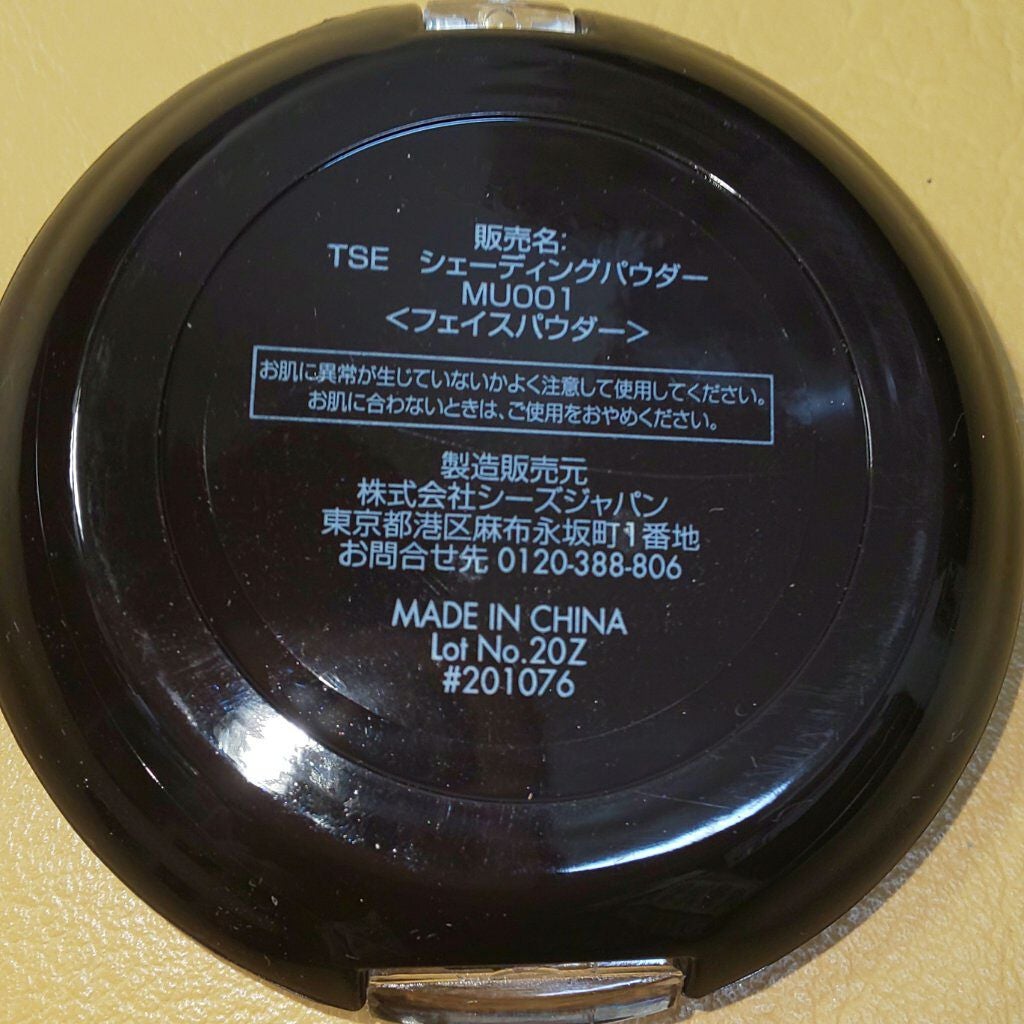 販売名:
TSE シェーディングパウダー
MU001
<フェイスパウダー>
お肌に異常が生じていないかよく注意して使用してください。
お肌に合わないときは、ご使用をおやめください。
製造販売元
株式会社シーズジャパン
東京都港区麻布永坂町1番地
お問合せ先 0120-388-806
MADE IN CHINA
Lot No.20Z
#201076